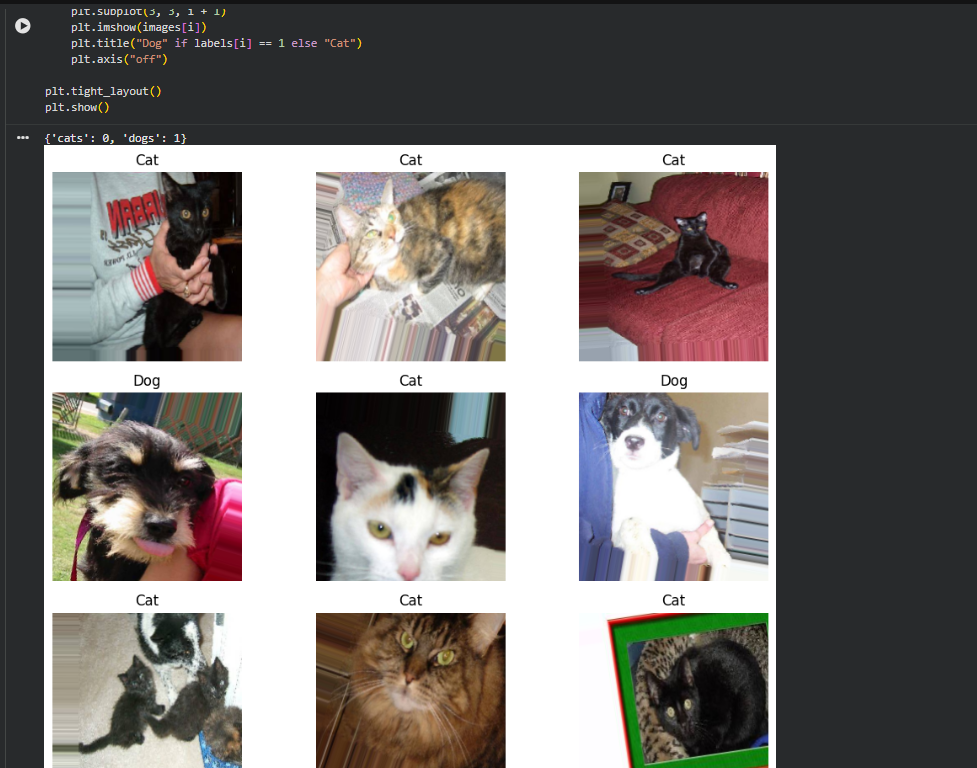 plt.subplot(3, 3, i + 1)
plt.imshow(images[i])
plt.title("Dog" if labels[i] == 1 else "Cat")
plt.axis("off")
plt.tight_layout()
plt.show()
{'cats': 0, 'dogs': 1}
Cat
Cat
Cat
Dog
Cat
Dog
Cat
Cat
Cat